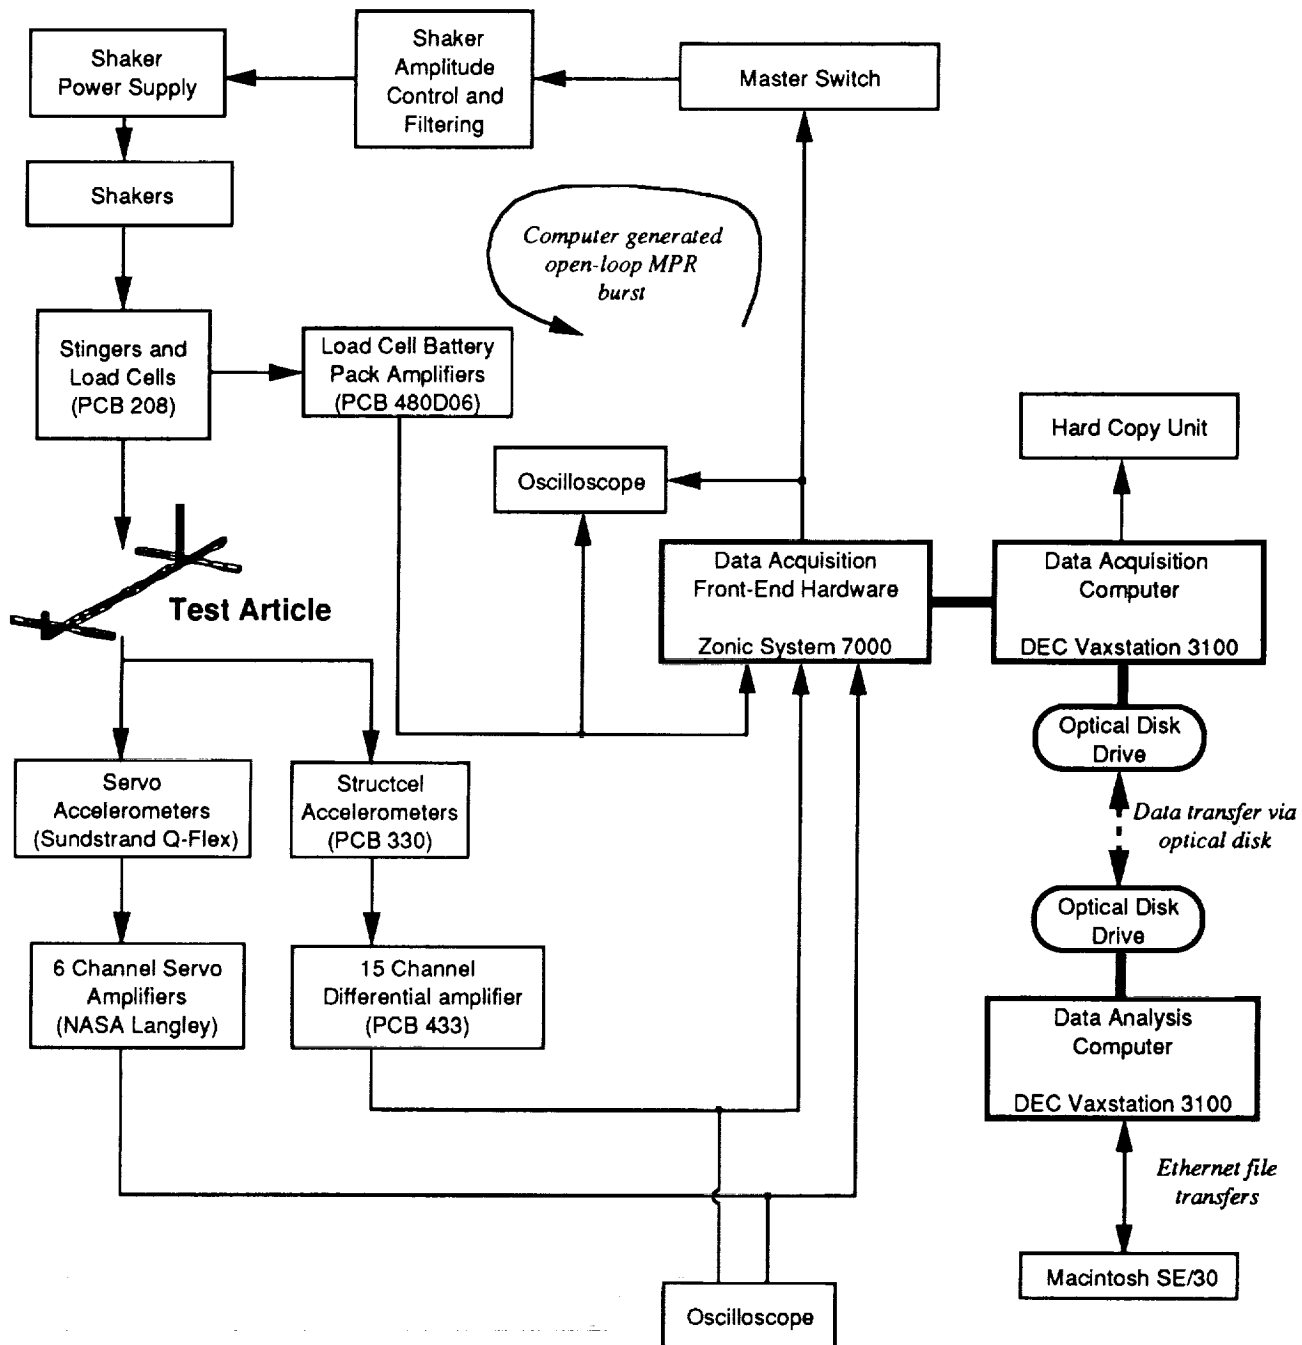 Shaker
Power Supply
Shaker
Amplitude
Control and
Filtering
Master Switch
Shakers
Computer generated
open-loop MPR
burst
Stingers and
Load Cells
(PCB 208)
Load Cell Battery
Pack Amplifiers
(PCB 480D06)
Hard Copy Unit
Oscilloscope
Data Acquisition
Front-End Hardware
Zonic System 7000
Data Acquisition
Computer
DEC Vaxstation 3100
Test Article
Optical Disk
Drive
Servo
Accelerometers
(Sundstrand Q-Flex)
Structcel
Accelerometers
(PCB 330)
Data transfer via
optical disk
Optical Disk
Drive
6 Channel Servo
Amplifiers
(NASA Langley)
15 Channel
Differential amplifier
(PCB 433)
Data Analysis
Computer
DEC Vaxstation 3100
Ethernet file
transfers
Macintosh SE/30
Oscilloscope